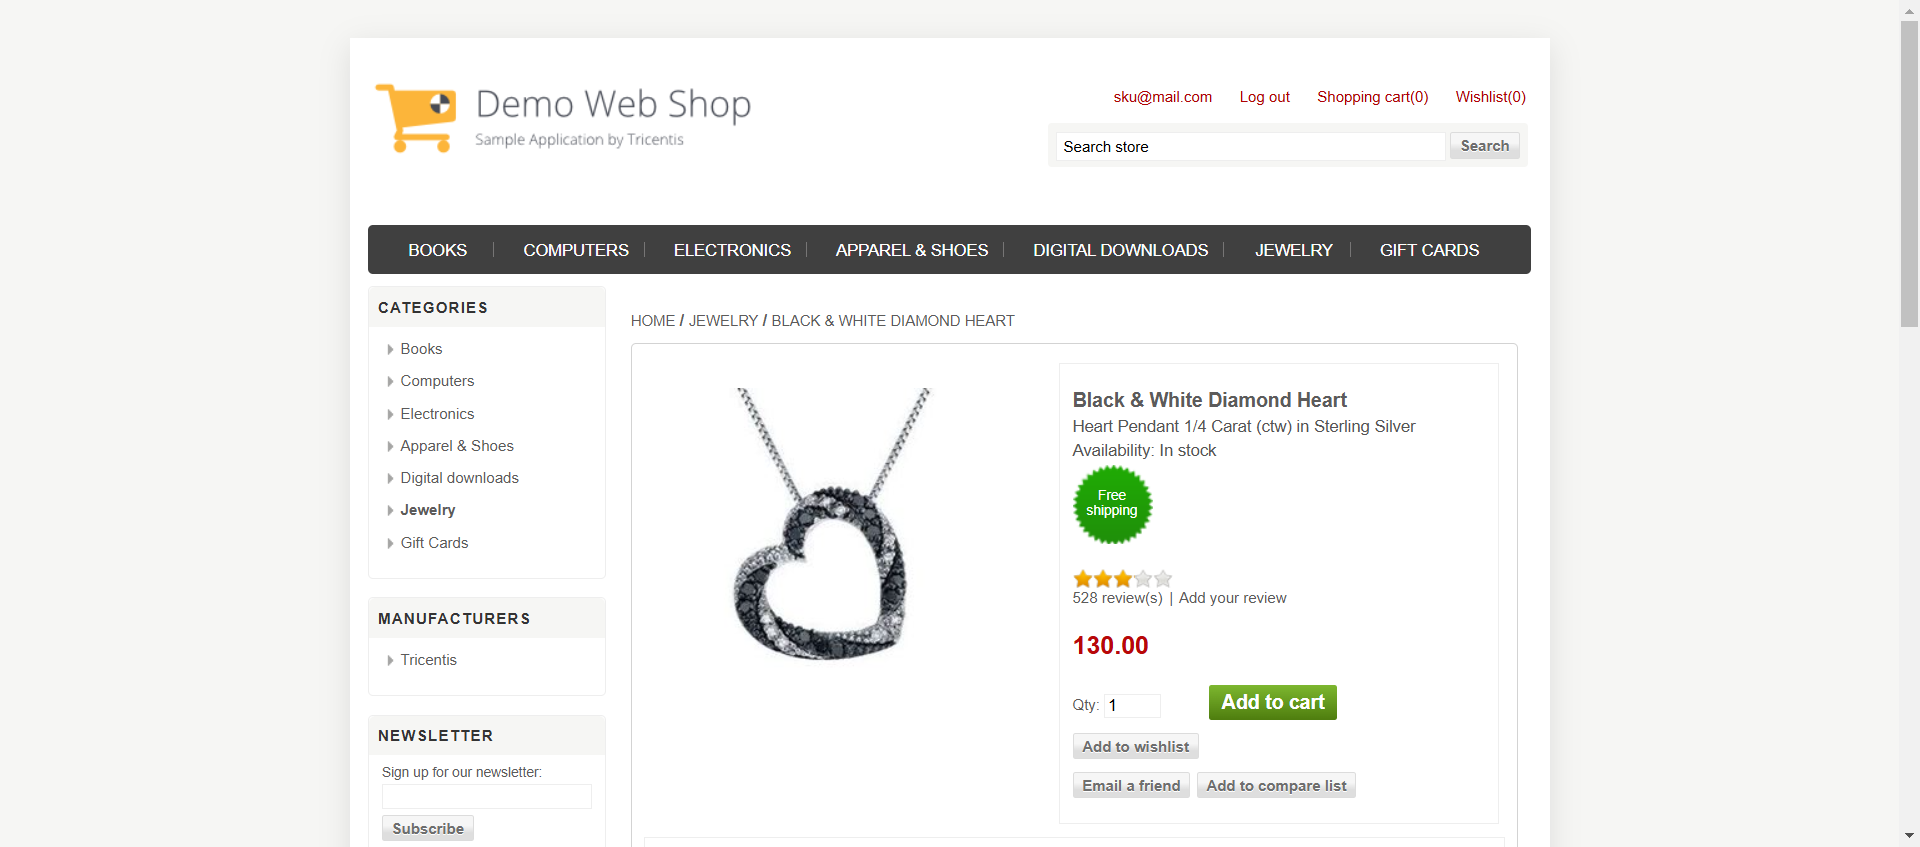 Demo Web Shop
Sample Application by Tricentis
sku@mail.com Log out Shopping cart(0) Wishlist(0)
Search store Search
BOOKS COMPUTERS ELECTRONICS APPAREL & SHOES DIGITAL DOWNLOADS JEWELRY GIFT CARDS
CATEGORIES
Books
Computers
Electronics
Apparel & Shoes
Digital downloads
Jewelry
Gift Cards
MANUFACTURERS
Tricentis
NEWSLETTER
Sign up for our newsletter:
Subscribe
HOME / JEWELRY / BLACK & WHITE DIAMOND HEART
Black & White Diamond Heart
Heart Pendant 1/4 Carat (ctw) in Sterling Silver
Availability: In stock
Free
shipping
528 review(s) | Add your review
130.00
Qty: 1 Add to cart
Add to wishlist
Email a friend Add to compare list